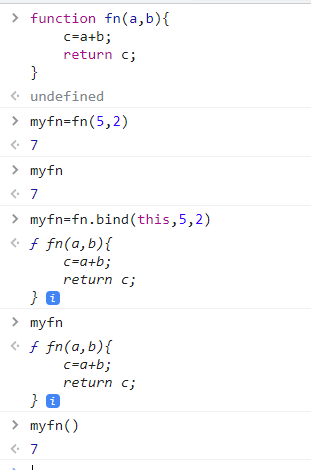 function fn(a,b){
c=a+b;
return c;
}
undefined
myfn=fn(5,2)
7
myfn
7
myfn=fn.bind(this,5,2)
ƒ fn(a,b){
c=a+b;
return c;
} i
myfn
ƒ fn(a,b){
c=a+b;
return c;
} i
myfn()
7